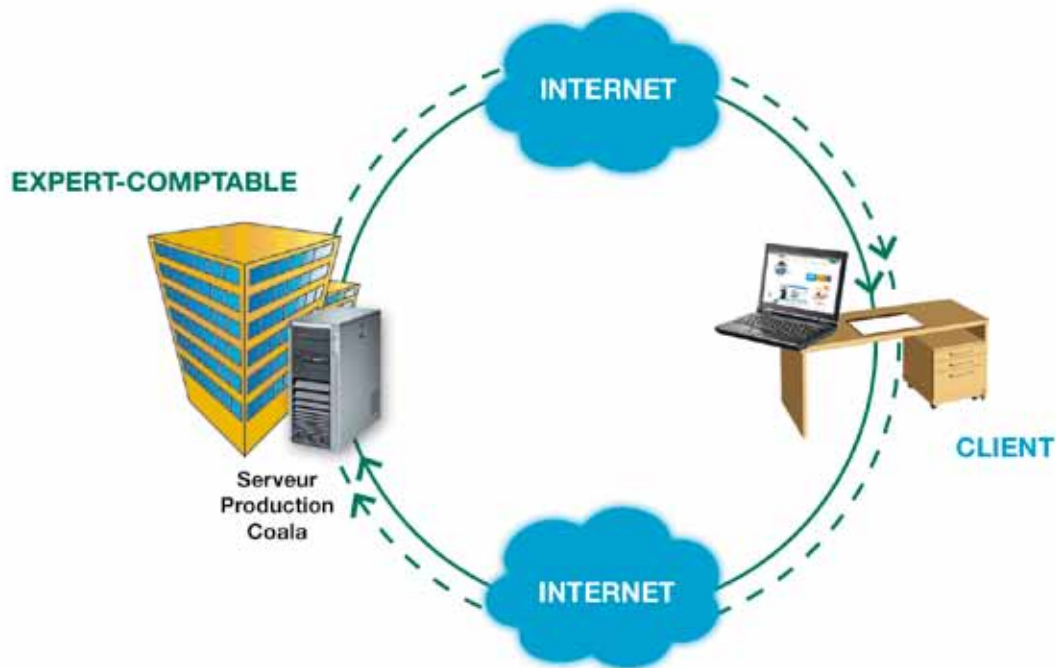 INTERNET
EXPERT-COMPTABLE
Serveur
Production
Coala
CLIENT
INTERNET